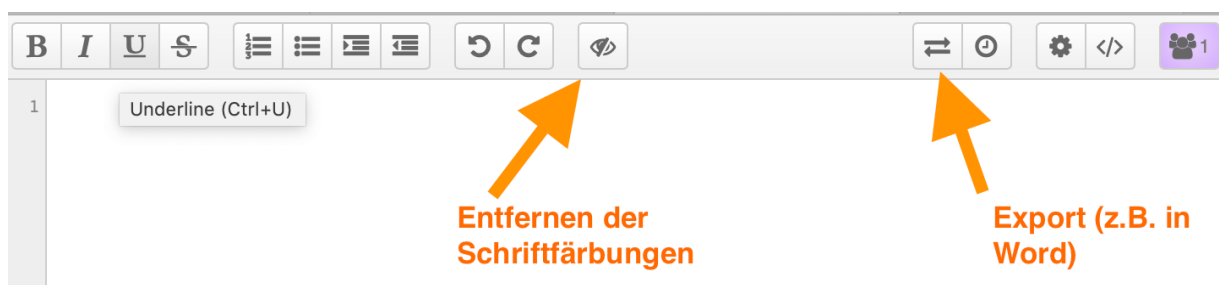 B I U S </> 1
1
Underline (Ctrl+U)
Entfernen der
Schriftfärbungen
Export (z.B. in
Word)